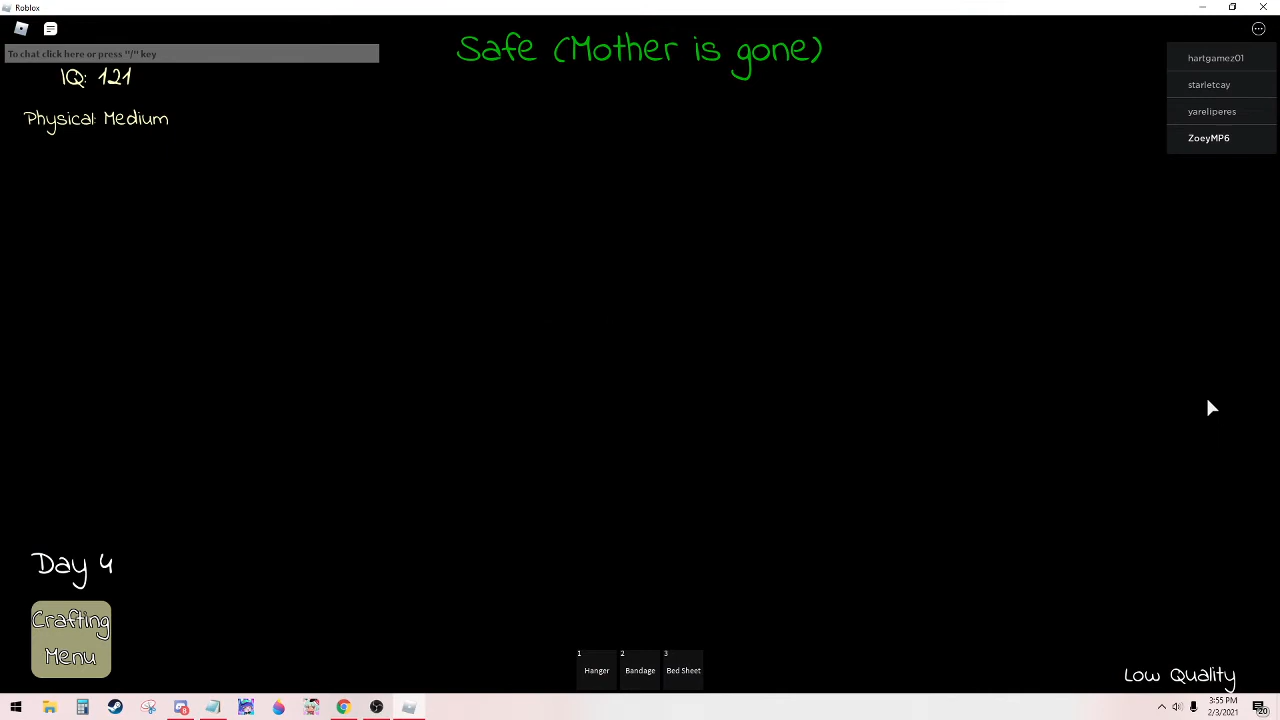 Roblox
To chat click here or press "/" key
Safe (Mother is gone)
IQ: 121
Physical: Medium
hartgamez01
starletcay
yareliperes
ZoeyMP6
Day 4
Crafting
Menu
1 2 3
Hanger Bandage Bed Sheet
Low Quality
3:55 PM
2/3/2021
20